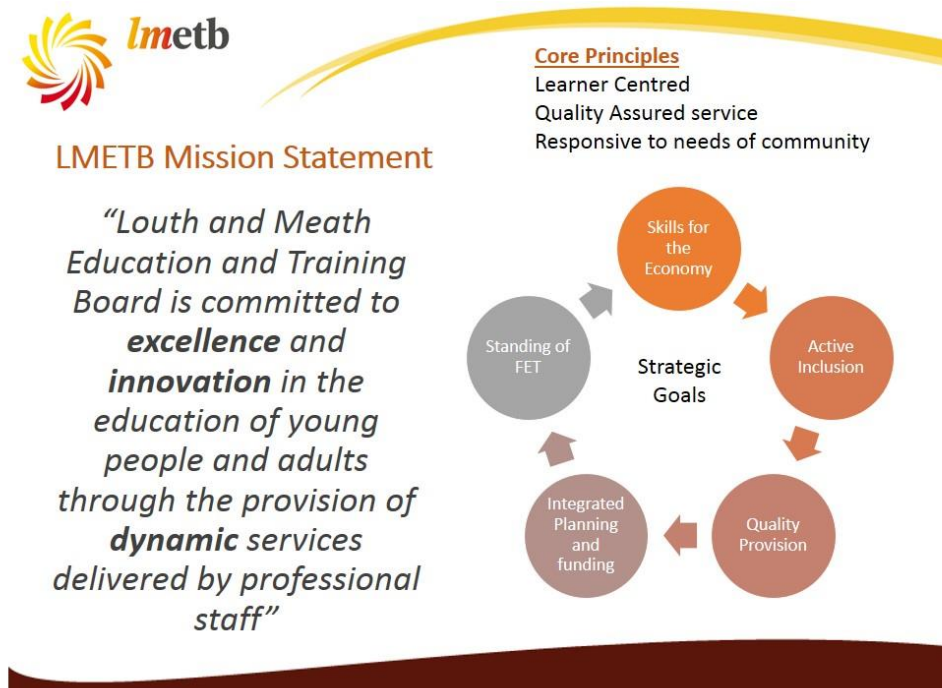 lmetb
Core Principles
Learner Centred
Quality Assured service
Responsive to needs of community
LMETB Mission Statement
“Louth and Meath
Education and Training
Board is committed to
excellence and
innovation in the
education of young
people and adults
through the provision of
dynamic services
delivered by professional
staff”
Skills for
the
Economy
Active
Inclusion
Quality
Provision
Integrated
Planning
and
funding
Standing of
FET
Strategic
Goals